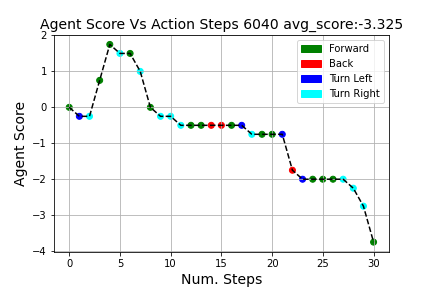 Agent Score Vs Action Steps 6040 avg_score:-3.325
Agent Score
2
1
0
−1
−2
−3
−4
Forward
Back
Turn Left
Turn Right
0 5 10 15 20 25 30
Num. Steps